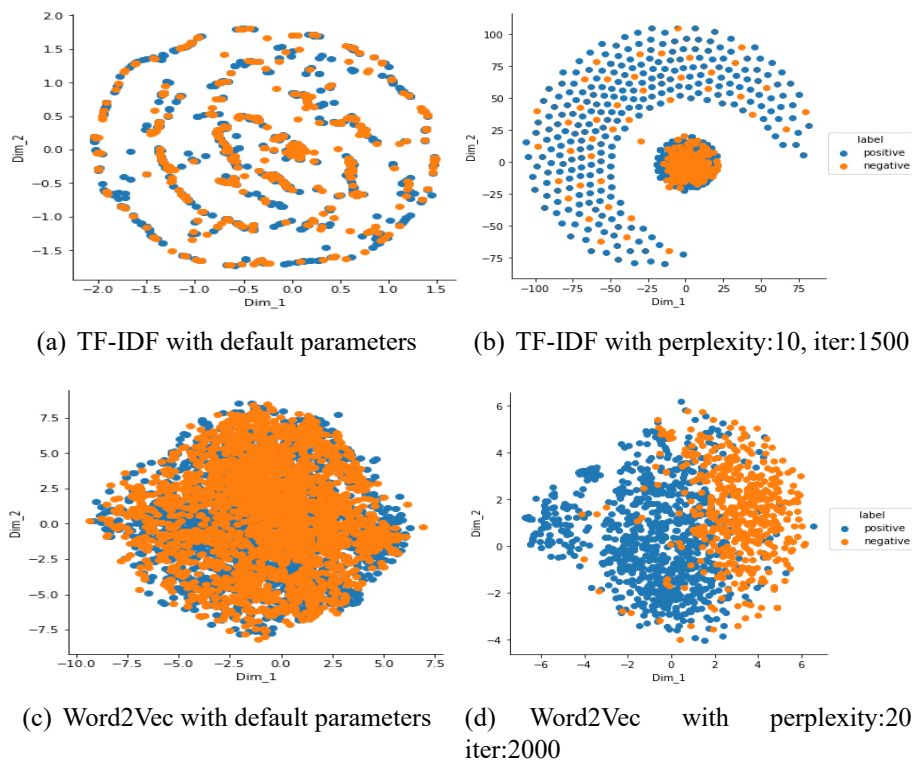 2.0
1.5
1.0
0.5
0.0
−0.5
−1.0
−1.5
Dim_2
−2.0 −1.5 −1.0 −0.5 0.0 0.5 1.0 1.5
Dim_1
100
75
50
25
0
−25
−50
−75
Dim_2
−100 −75 −50 −25 0 25 50 75
Dim_1
label
positive
negative
(a) TF-IDF with default parameters
(b) TF-IDF with perplexity:10, iter:1500
7.5
5.0
2.5
0.0
−2.5
−5.0
−7.5
Dim_2
−10.0 −7.5 −5.0 −2.5 0.0 2.5 5.0 7.5
Dim_1
6
4
2
0
−2
−4
Dim_2
−6 −4 −2 0 2 4 6
Dim_1
label
positive
negative
(c) Word2Vec with default parameters
(d) Word2Vec with perplexity:20
iter:2000